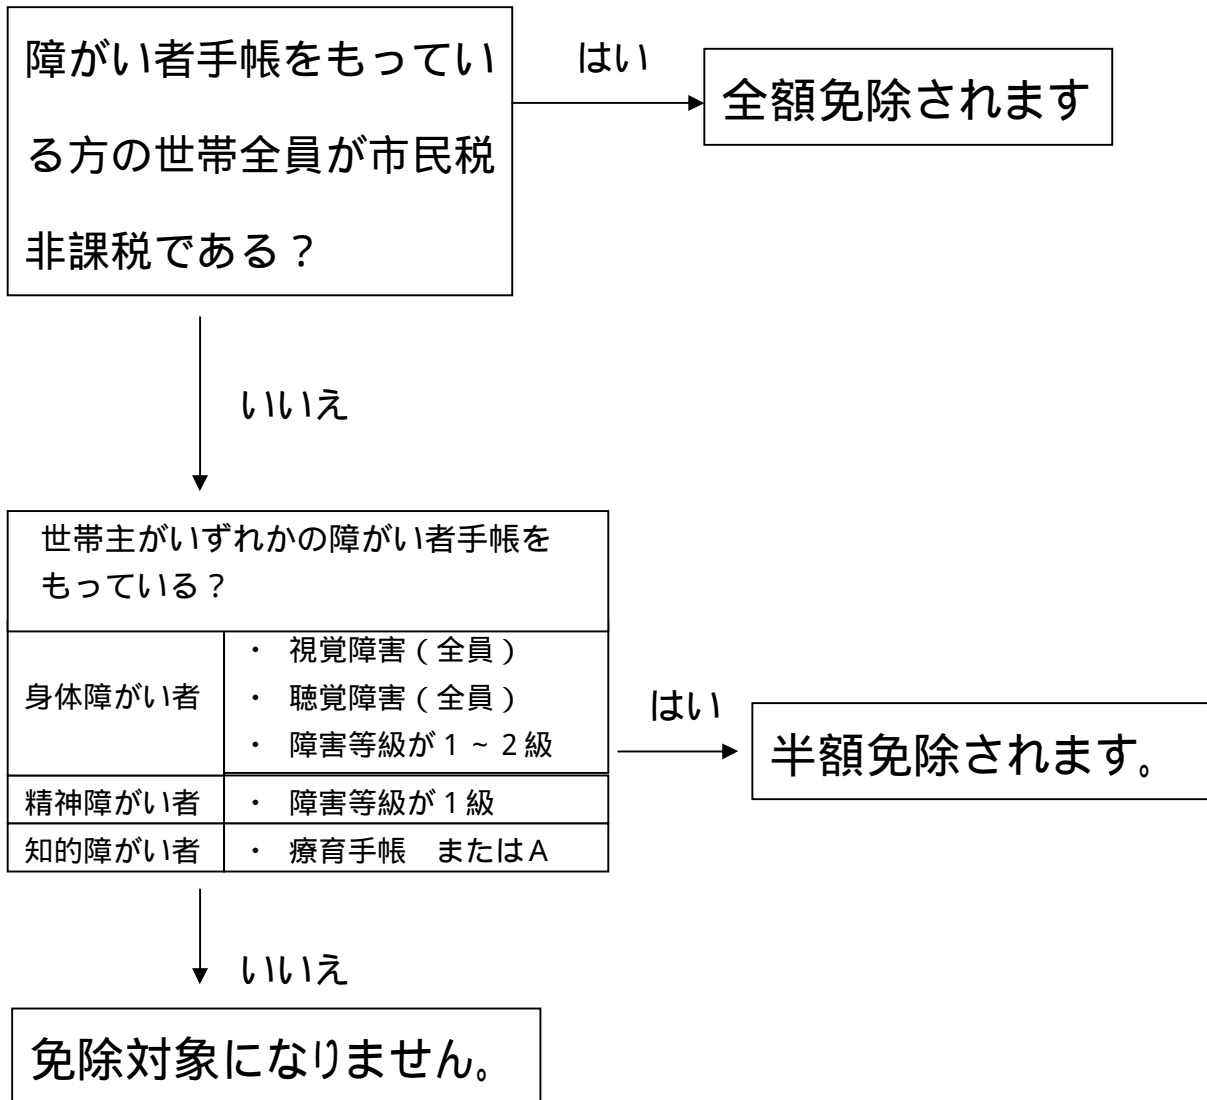 障がい者手帳をもってい
る方の世帯全員が市民税
非課税である？
はい
全額免除されます
いいえ
世帯主がいずれかの障がい者手帳を
もっている？
身体障がい者
・ 視覚障害（全員）
・ 聴覚障害（全員）
・ 障害等級が１～２級
精神障がい者
・ 障害等級が１級
知的障がい者
・ 療育手帳　またはＡ
はい
半額免除されます。
いいえ
免除対象になりません。